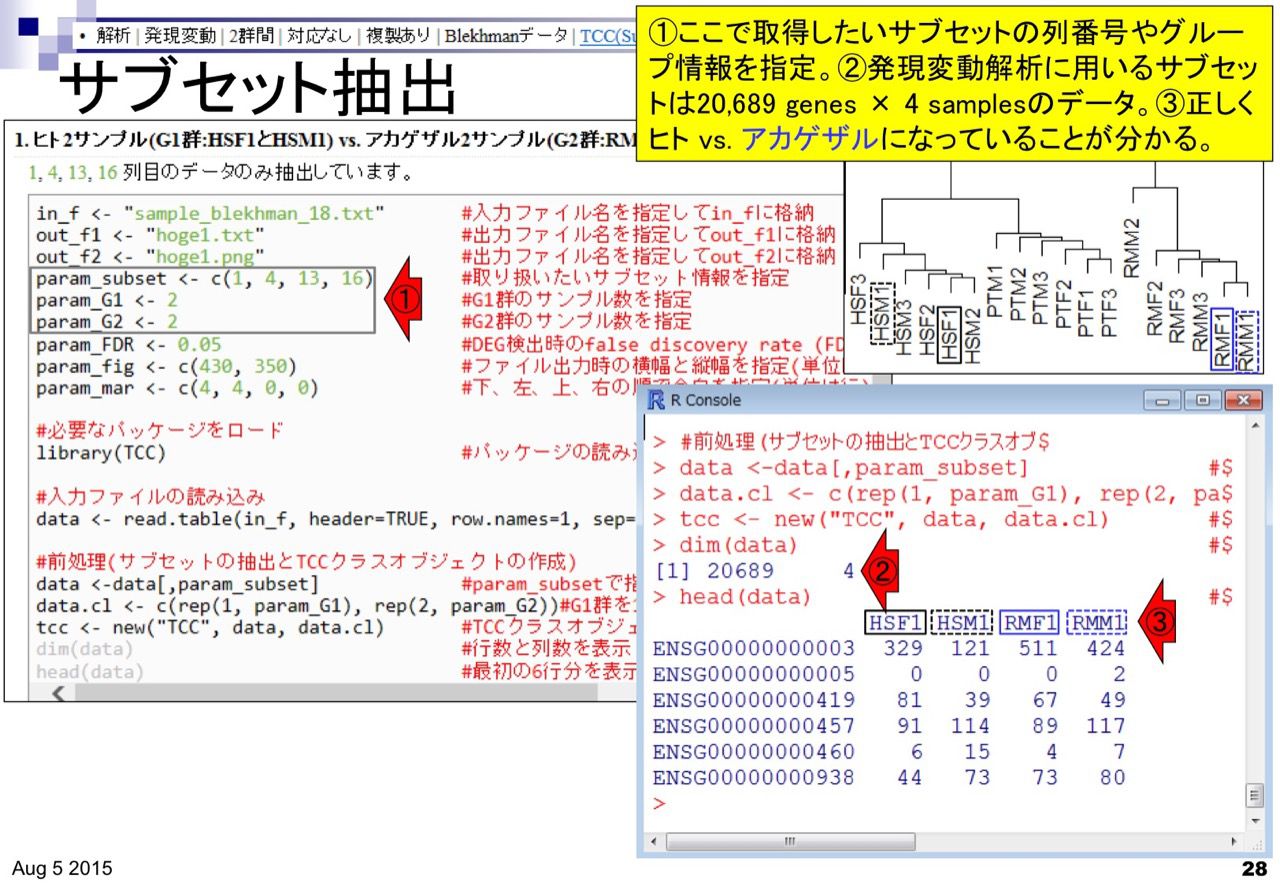 • 解析 | 発現変動 | 2群間 | 対応なし | 複製あり | Blekhmanデータ | TCC(Su
サブセット抽出
①ここで取得したいサブセットの列番号やグルー
プ情報を指定。②発現変動解析に用いるサブセッ
トは20,689 genes × 4 samplesのデータ。③正しく
ヒト vs. アカゲザルになっていることが分かる。
1. ヒト2サンプル(G1群:HSF1とHSM1) vs. アカゲザル2サンプル(G2群:RM
1, 4, 13, 16 列目のデータのみ抽出しています。
in_f <- "sample_blekhman_18.txt" #入力ファイル名を指定してin_fに格納
out_f1 <- "hoge1.txt" #出力ファイル名を指定してout_f1に格納
out_f2 <- "hoge1.png" #出力ファイル名を指定してout_f2に格納
param_subset <- c(1, 4, 13, 16) #取り扱いたいサブセット情報を指定
param_G1 <- 2 #G1群のサンプル数を指定
param_G2 <- 2 #G2群のサンプル数を指定
①
param_FDR <- 0.05 #DEG検出時のfalse discovery rate (FD
param_fig <- c(430, 350) #ファイル出力時の横幅と縦幅を指定(単位
param_mar <- c(4, 4, 0, 0) #下、左、上、右の
#必要なパッケージをロード
library(TCC) #パッケージの読み
#入力ファイルの読み込み
data <- read.table(in_f, header=TRUE, row.names=1, sep=
#前処理(サブセットの抽出とTCCクラスオブジェクトの作成)
data <-data[,param_subset] #param_subsetで指
data.cl <- c(rep(1, param_G1), rep(2, param_G2))#G1群を
tcc <- new("TCC", data, data.cl) #TCCクラスオブジェ
dim(data) #行数と列数を表示
head(data) #最初の6行分を表示
HSF3
HSM1
HSM3
HSF2
HSF1
HSM2
PTM1
PTM2
PTM3
PTF2
PTF1
PTF3
RMM2
RMF2
RMF3
RMM3
RMF1
RMM1
R Console
> #前処理(サブセットの抽出とTCCクラスオブ$
> data <-data[,param_subset] #$
> data.cl <- c(rep(1, param_G1), rep(2, pa$
> tcc <- new("TCC", data, data.cl) #$
> dim(data) #$
[1] 20689 4
②
> head(data) #$
HSF1 HSM1 RMF1 RMM1
③
ENSG00000000003 329 121 511 424
ENSG00000000005 0 0 0 2
ENSG00000000419 81 39 67 49
ENSG00000000457 91 114 89 117
ENSG00000000460 6 15 4 7
ENSG00000000938 44 73 73 80
>
Aug 5 2015
28